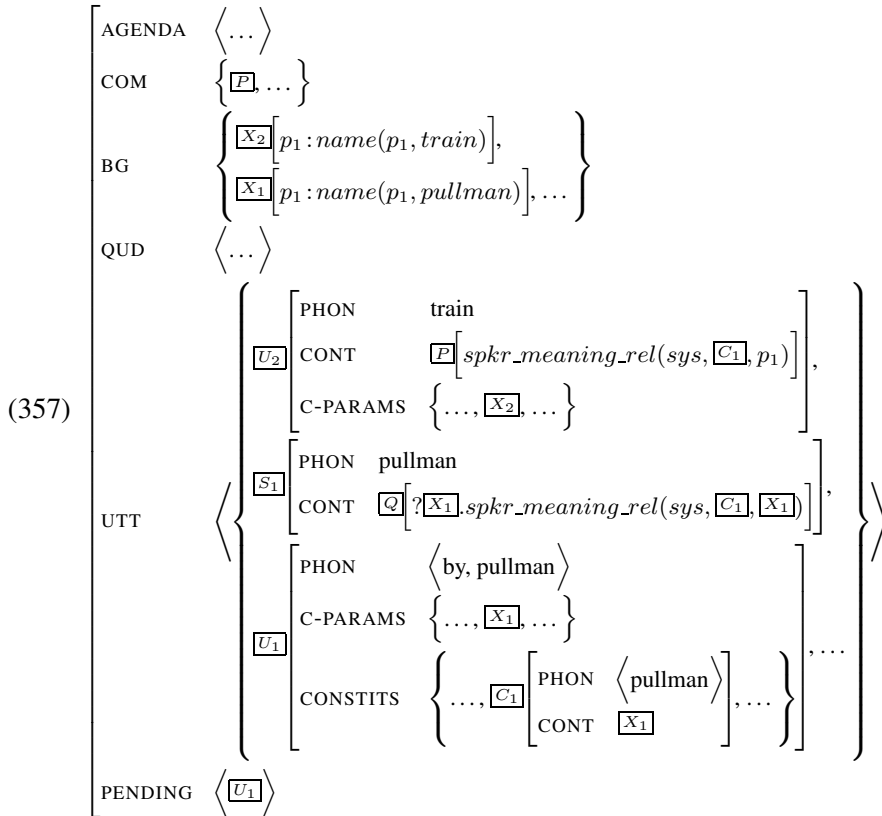 AGENDA ⟨...⟩
COM {P, ...}
BG {X₂[p₁ : name(p₁, train)],
X₁[p₁ : name(p₁, pullman)], ...}
QUD ⟨...⟩
PHON train
U₂ CONT P[spkr_meaning_rel(sys, C₁, p₁)],
C-PARAMS {..., X₂, ...}
(357)
PHON pullman
S₁
CONT Q[?X₁.spkr_meaning_rel(sys, C₁, X₁)],
UTT
PHON ⟨by, pullman⟩
C-PARAMS {..., X₁, ...}
U₁ , ...
PHON ⟨pullman⟩
CONSTITS {..., C₁ , ...}
CONT X₁
PENDING ⟨U₁⟩